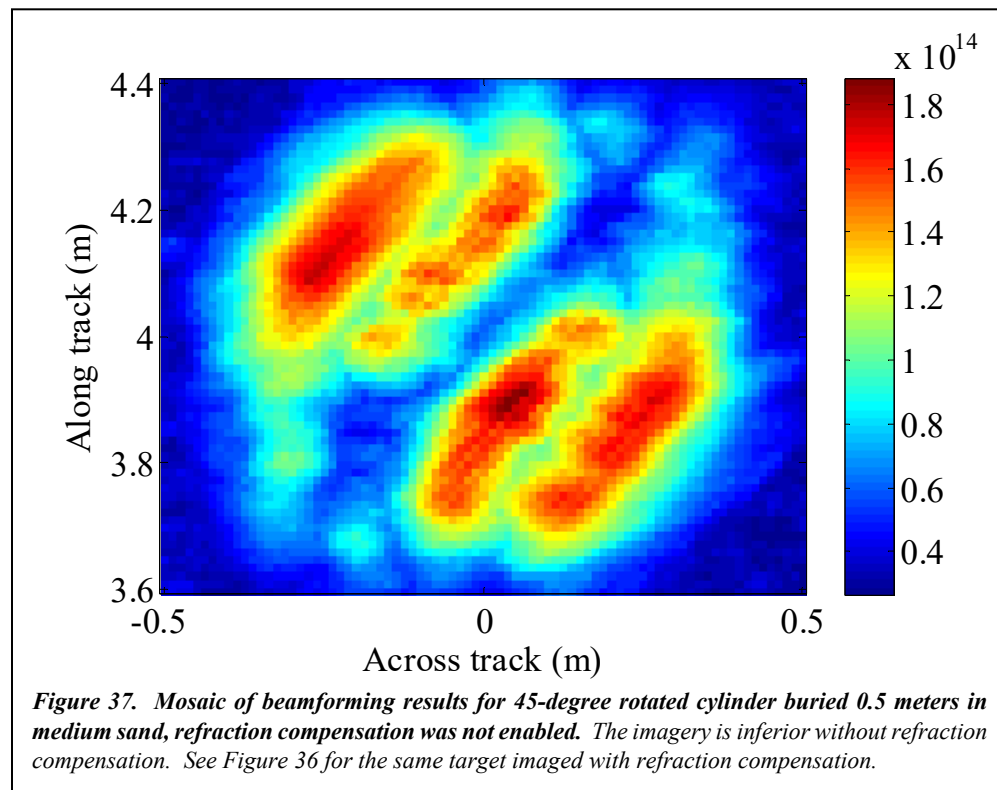 x 10^14
4.4
4.2
4
3.8
3.6
Along track (m)
-0.5
0
0.5
Across track (m)
1.8
1.6
1.4
1.2
1
0.8
0.6
0.4
Figure 37. Mosaic of beamforming results for 45-degree rotated cylinder buried 0.5 meters in
medium sand, refraction compensation was not enabled. The imagery is inferior without refraction
compensation. See Figure 36 for the same target imaged with refraction compensation.